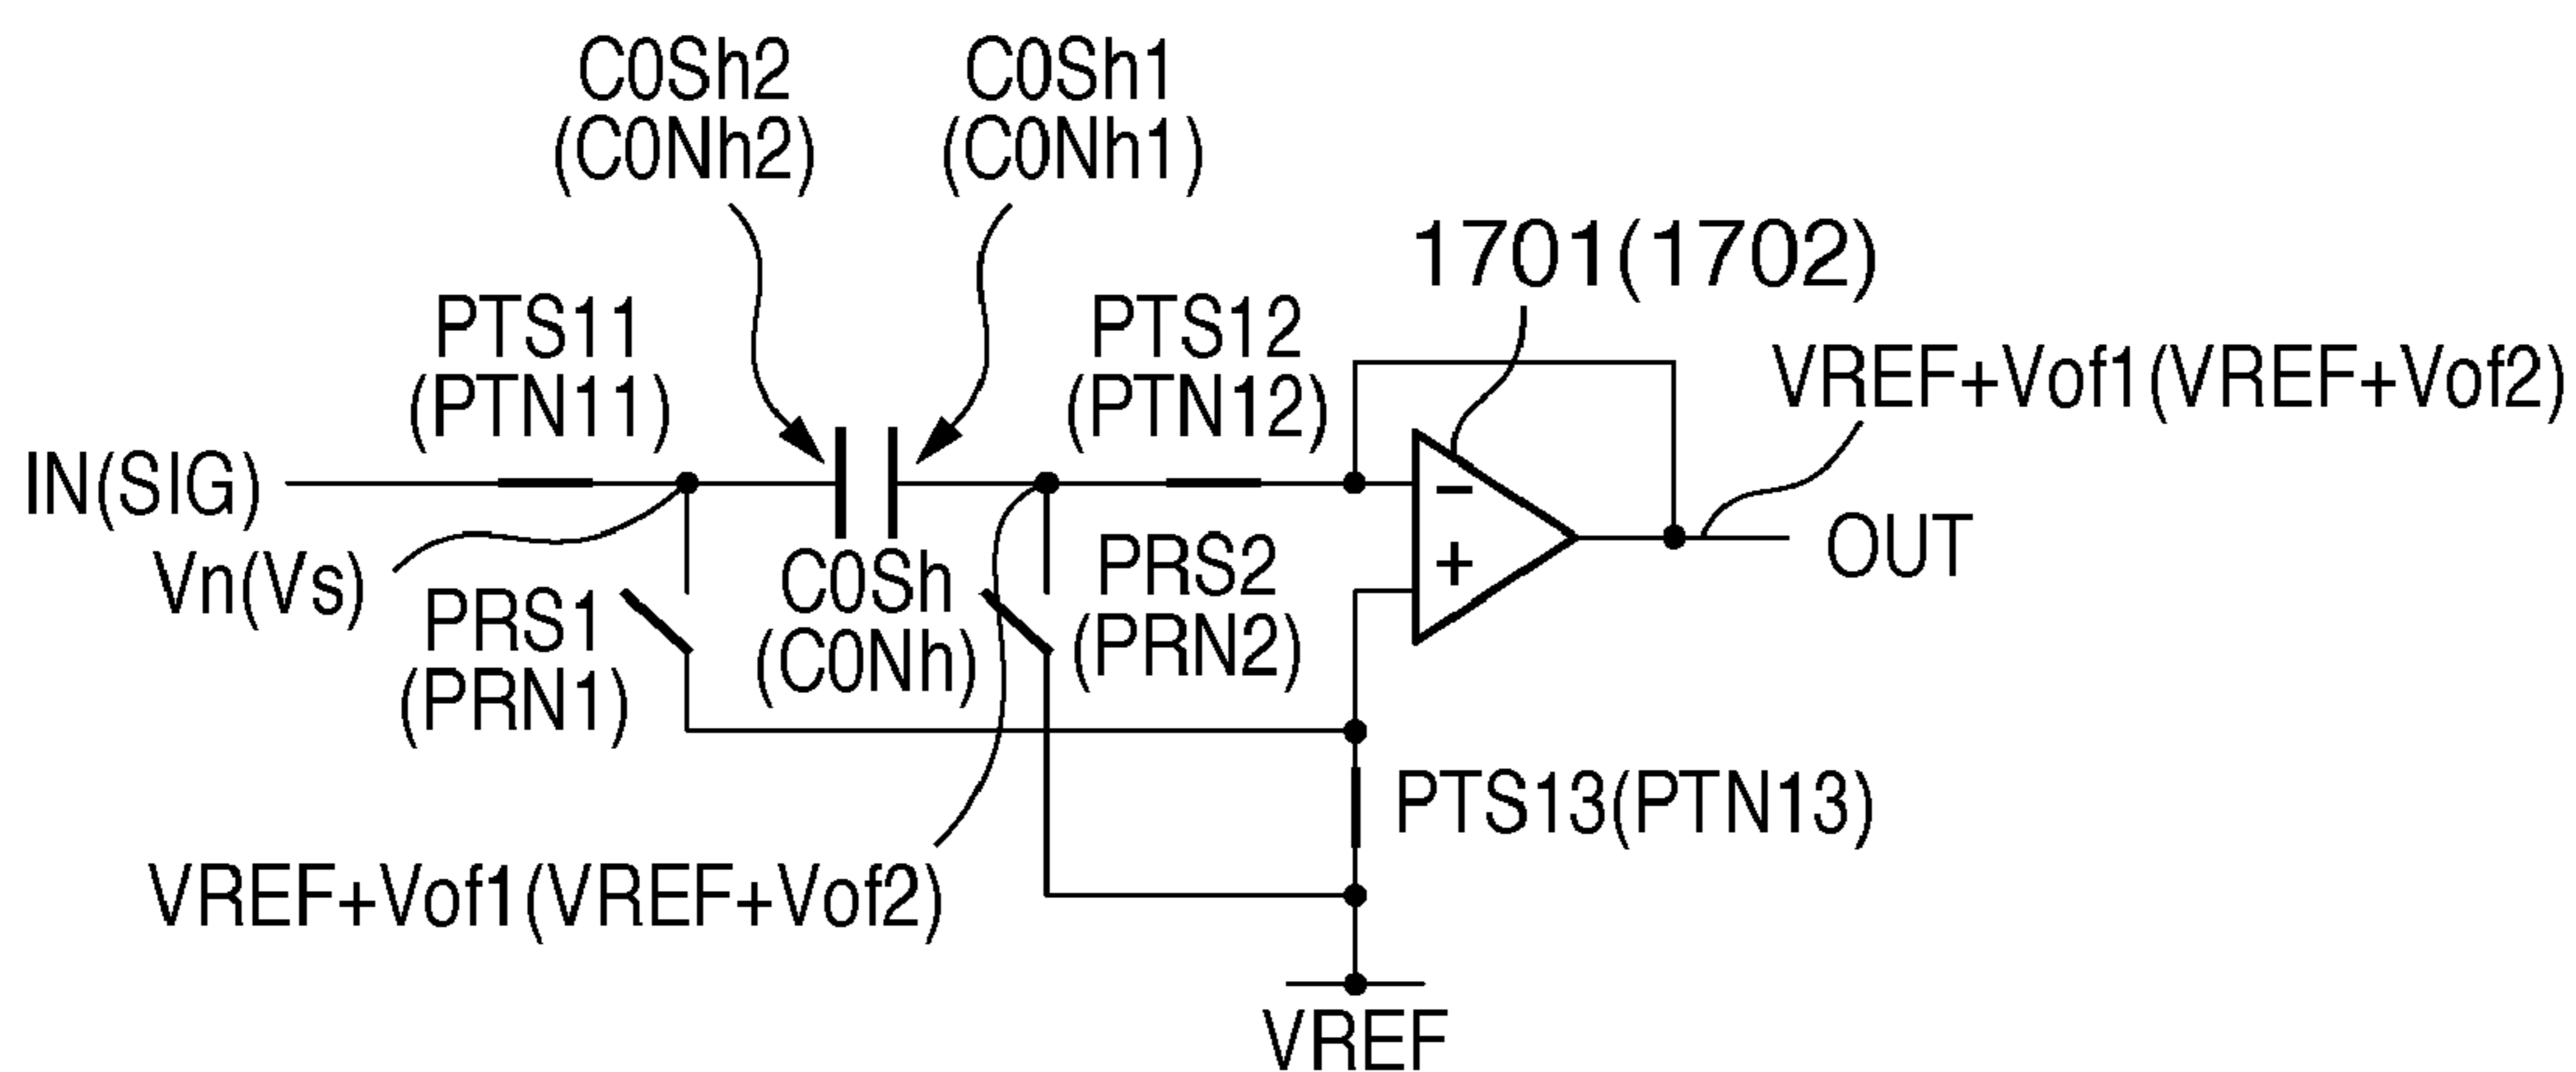 C0Sh2
(C0Nh2)
C0Sh1
(C0Nh1)
1701(1702)
PTS11
(PTN11)
PTS12
(PTN12)
VREF+Vof1(VREF+Vof2)
IN(SIG)
Vn(Vs)
−
+
OUT
PRS1
(PRN1)
C0Sh
(C0Nh)
PRS2
(PRN2)
PTS13(PTN13)
VREF+Vof1(VREF+Vof2)
VREF